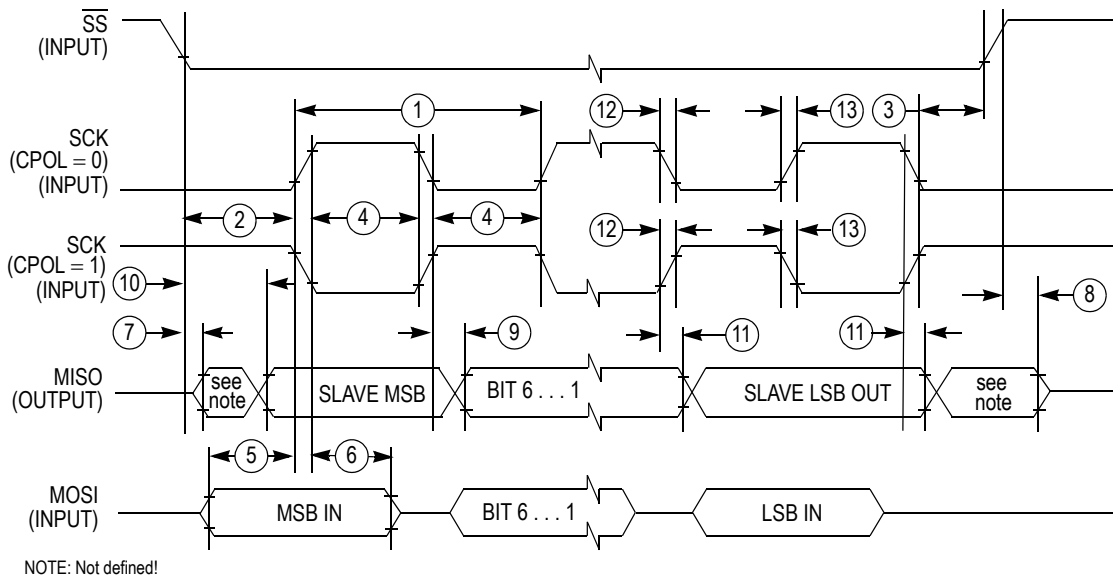 SS
(INPUT)
1
12
13
3
SCK
(CPOL = 0)
(INPUT)
2
4
4
12
13
SCK
(CPOL = 1)
(INPUT)
10
8
7
9
11
11
MISO
(OUTPUT)
see
note
SLAVE MSB
BIT 6 . . . 1
SLAVE LSB OUT
see
note
5
6
MOSI
(INPUT)
MSB IN
BIT 6 . . . 1
LSB IN
NOTE: Not defined!